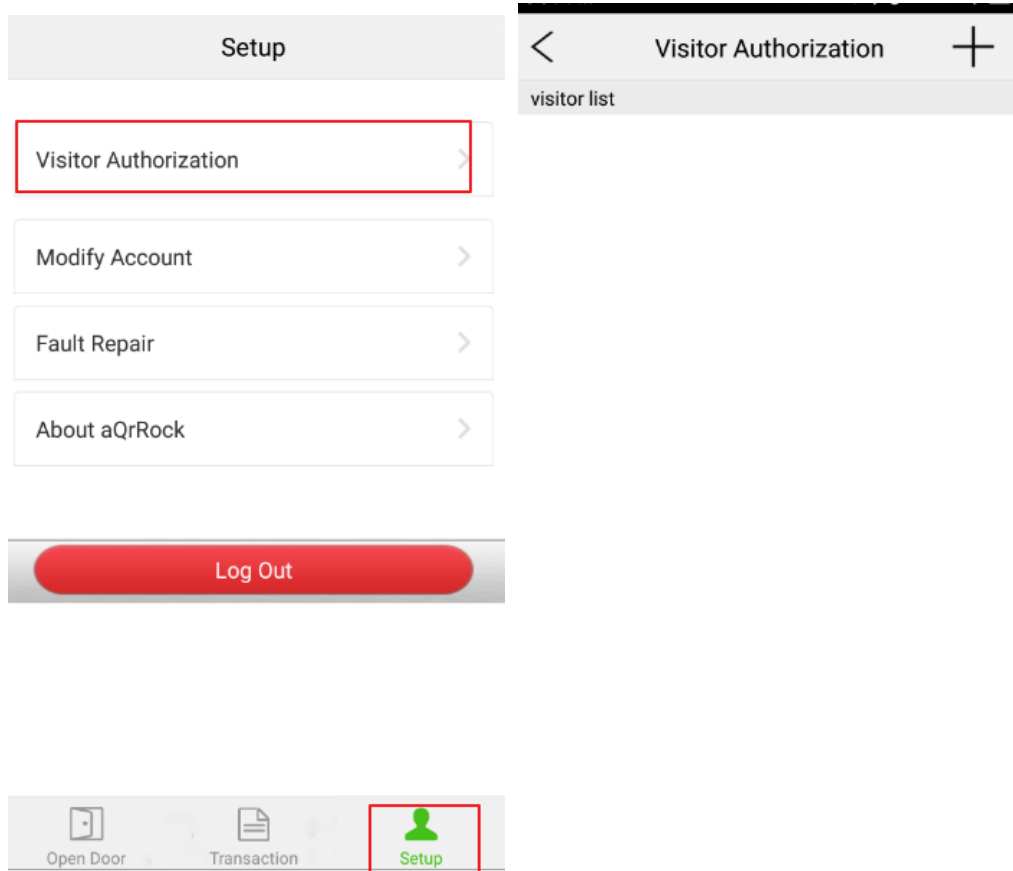 Setup
Visitor Authorization
Modify Account
Fault Repair
About aQrRock
Log Out
Open Door
Transaction
Setup
Visitor Authorization
visitor list